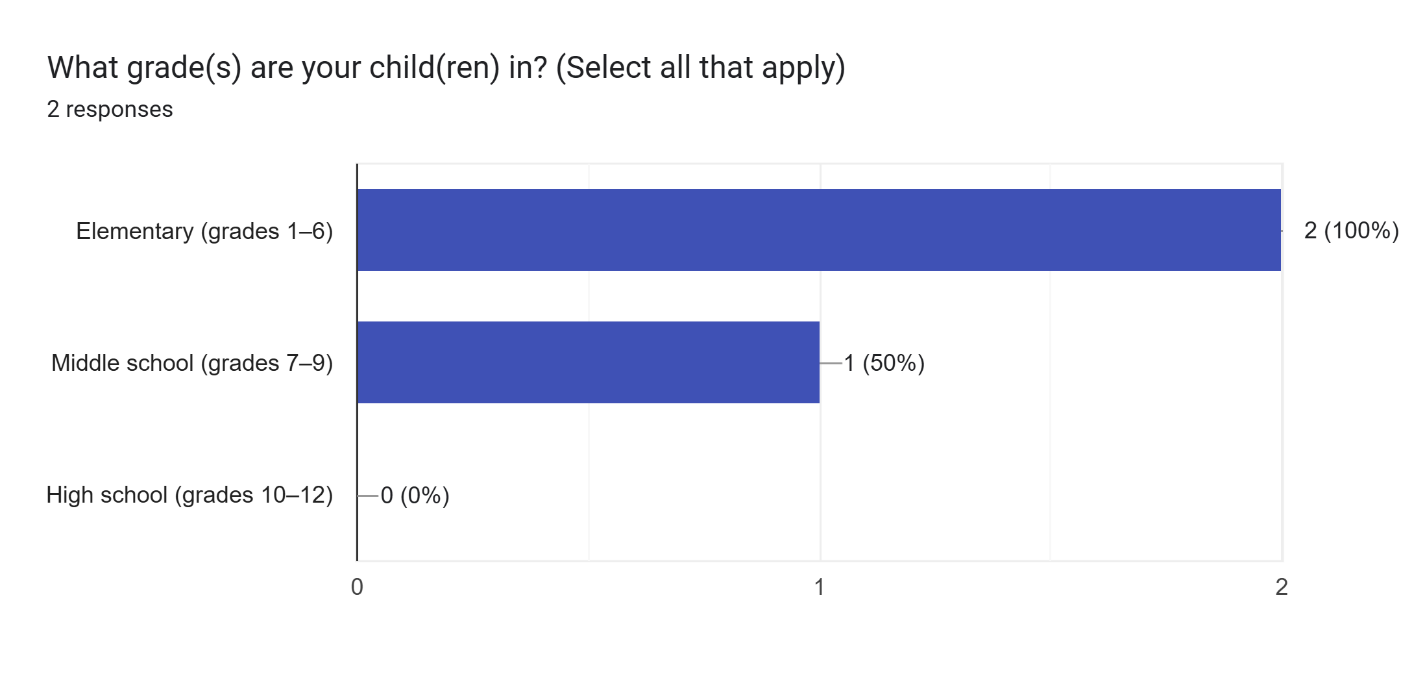 What grade(s) are your child(ren) in? (Select all that apply)
2 responses
Elementary (grades 1–6) 2 (100%)
Middle school (grades 7–9) 1 (50%)
High school (grades 10–12) 0 (0%)
0 1 2